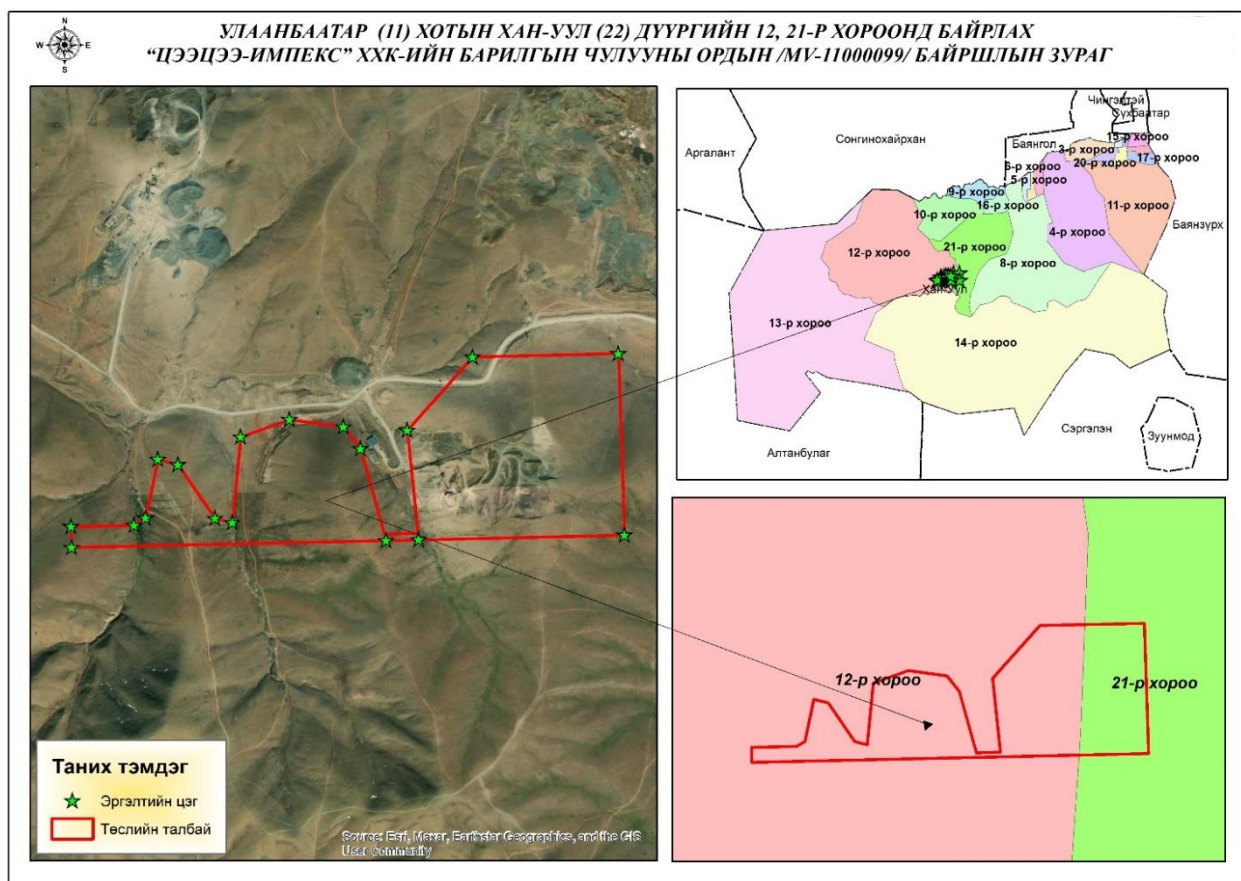 УЛААНБААТАР (11) ХОТЫН ХАН-УУЛ (22) ДҮҮРГИЙН 12, 21-Р ХОРООНД БАЙРЛАХ
“ЦЭЭЦЭЭ-ИМПЕКС” ХХК-ИЙН БАРИЛГЫН ЧУЛУУНЫ ОРДЫН /MV-11000099/ БАЙРШЛЫН ЗУРАГ
N
W E
S
Таних тэмдэг
Эргэлтийн цэг
Төслийн талбай
Source: Esri, Maxar, Earthstar Geographics, and the GIS
User Community
Чингэлтэй
Сүхбаатар
Сонгинохайрхан
Баянгол
Аргалант
15-р хороо
3-р хороо
20-р хороо
17-р хороо
6-р хороо
5-р хороо
9-р хороо
16-р хороо
10-р хороо
11-р хороо
Баянзүрх
4-р хороо
21-р хороо
12-р хороо
8-р хороо
Хан-Уул
13-р хороо
14-р хороо
Сэргэлэн
Зуунмод
Алтанбулаг
12-р хороо
21-р хороо